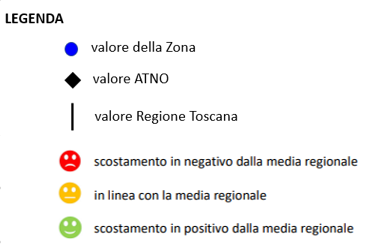 LEGENDA
valore della Zona
valore ATNO
valore Regione Toscana
scostamento in negativo dalla media regionale
in linea con la media regionale
scostamento in positivo dalla media regionale